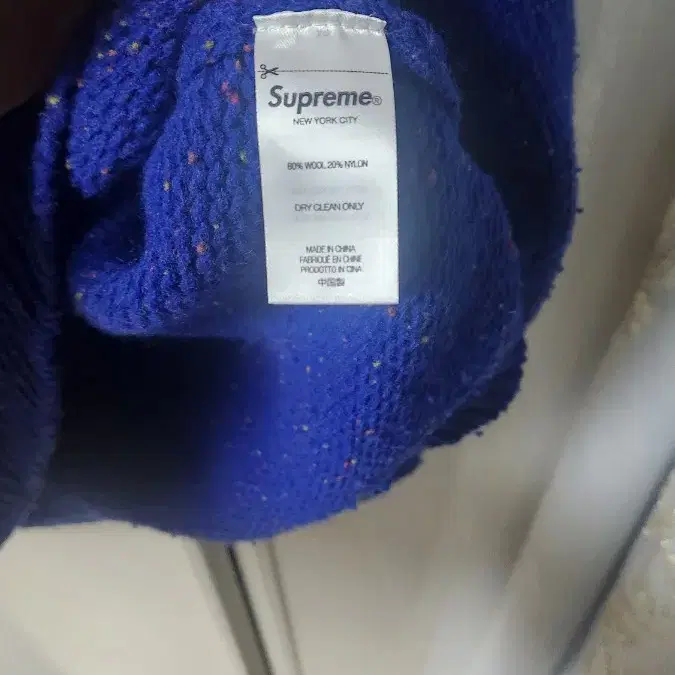 Supreme®
NEW YORK CITY
80% WOOL 20% NYLON
DRY CLEAN ONLY
MADE IN CHINA
FABRIQUÉ EN CHINE
PRODOTTO IN CINA
中国製